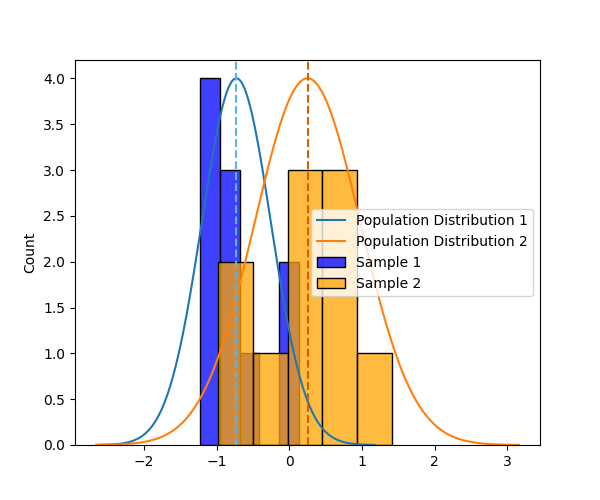 4.0
3.5
3.0
2.5
2.0
1.5
1.0
0.5
0.0
Count
Population Distribution 1
Population Distribution 2
Sample 1
Sample 2
−2 −1 0 1 2 3